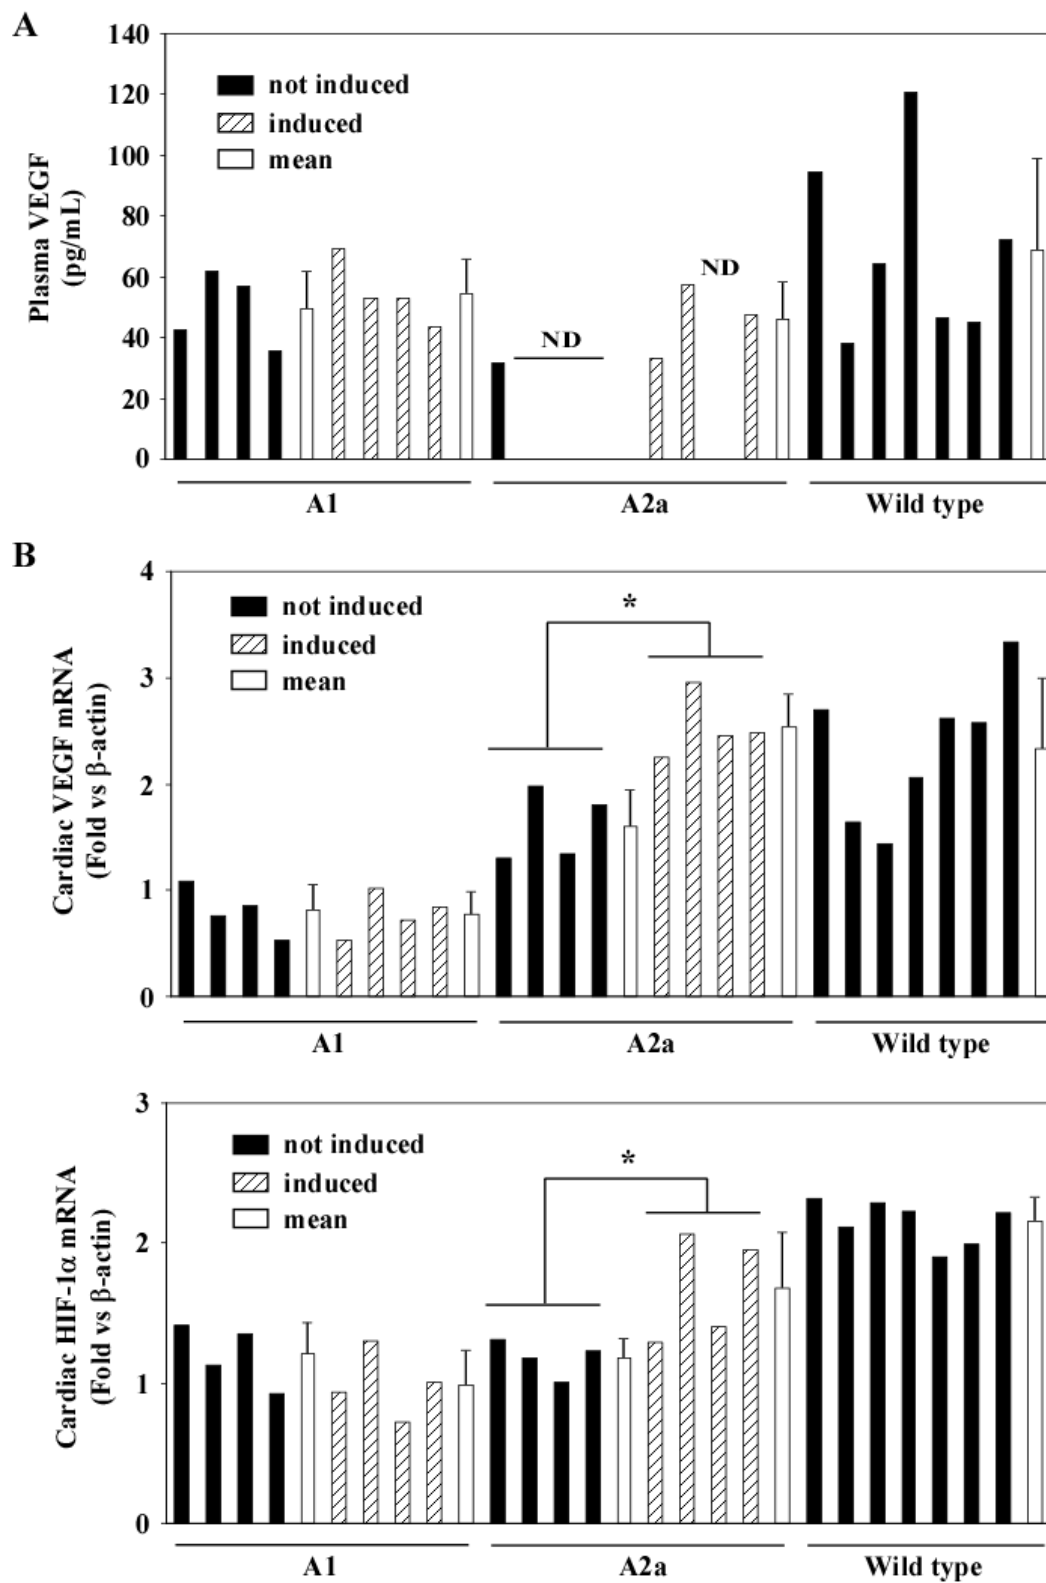 A
Plasma VEGF
(pg/mL)
140
120
100
80
60
40
20
0
not induced
induced
mean
ND
ND
A1
A2a
Wild type
B
Cardiac VEGF mRNA
(Fold vs β-actin)
4
3
2
1
0
not induced
induced
mean
*
A1
A2a
Wild type
Cardiac HIF-1α mRNA
(Fold vs β-actin)
3
2
1
0
not induced
induced
mean
*
A1
A2a
Wild type